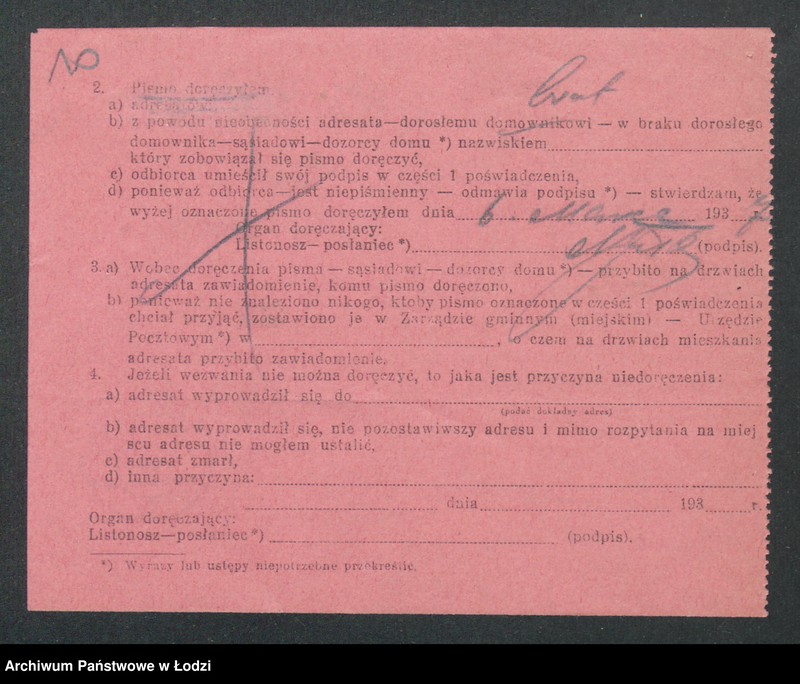 2. Pismo doręczyłem.
a) adresatowi,
brat
b) z powodu nieobecności adresata—dorosłemu domownikowi — w braku dorosłego
domownika—sąsiadowi—dozorcy domu *) nazwiskiem
który zobowiązał się pismo doręczyć,
c) odbiorca umieścił swój podpis w części 1 poświadczenia,
d) ponieważ odbiorca—jest niepiśmienny — odmawia podpisu *) — stwierdzam, że
wyżej oznaczone pismo doręczyłem dnia 6. Marca 1937
Organ doręczający:
Listonosz—posłaniec *) (podpis).
3. a) Wobec doręczenia pisma — sąsiadowi — dozorcy domu *) — przybito na drzwiach
adresata zawiadomienie, komu pismo doręczono,
b) ponieważ nie znaleziono nikogo, ktoby pismo oznaczone w części 1 poświadczenia
chciał przyjąć, zostawiono je w Zarządzie gminnym (miejskim) — Urzędzie
Pocztowym *) w , o czem na drzwiach mieszkania
adresata przybito zawiadomienie.
4. Jeżeli wezwania nie można doręczyć, to jaka jest przyczyna niedoręczenia:
a) adresat wyprowadził się do
(podać dokładny adres)
b) adresat wyprowadził się, nie pozostawiwszy adresu i mimo rozpytania na miej
scu adresu nie mogłem ustalić,
c) adresat zmarł,
d) inna przyczyna:
dnia 193 r.
Organ doręczający:
Listonosz—posłaniec *) (podpis).
*) Wyrazy lub ustępy niepotrzebne przekreślić.
Archiwum Państwowe w Łodzi